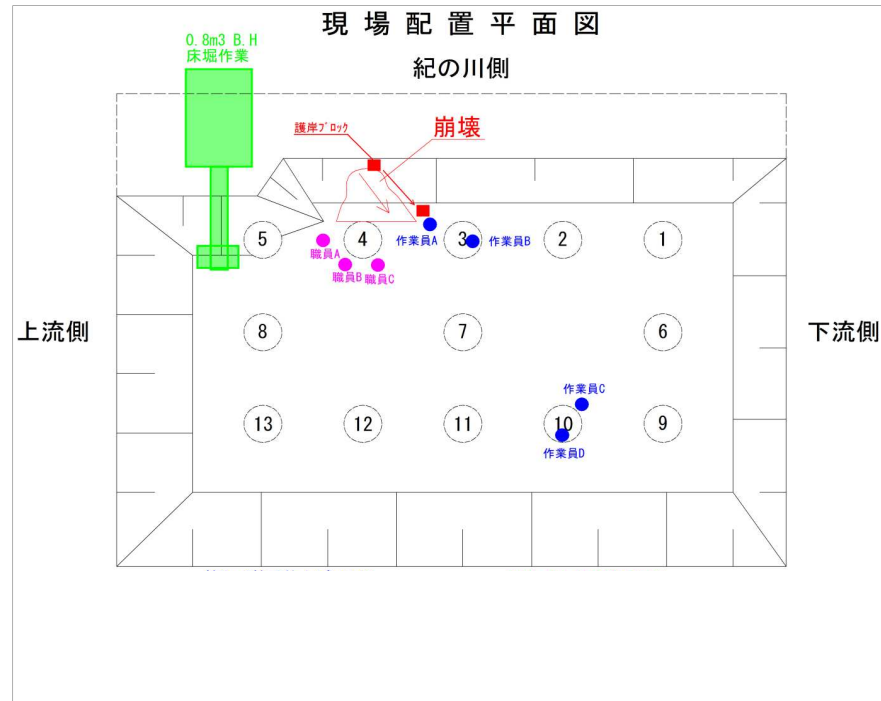 現場配置平面図
0.8m3 B.H
床堀作業
紀の川側
護岸ﾌﾞﾛｯｸ
崩壊
5
4
3
2
1
作業員A
作業員B
職員A
職員B
職員C
上流側
8
7
6
下流側
作業員C
13
12
11
10
9
作業員D